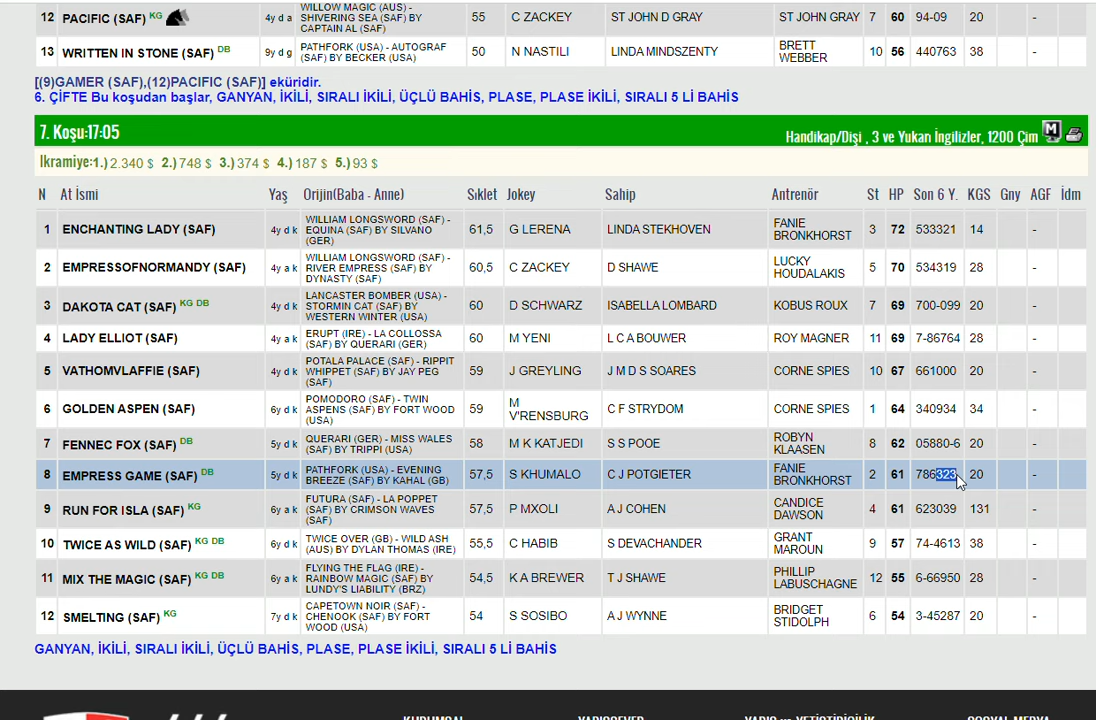 12 PACIFIC (SAF) KG 4y d a WILLOW MAGIC (AUS) - SHIVERING SEA (SAF) BY CAPTAIN AL (SAF) 55 C ZACKEY ST JOHN D GRAY ST JOHN GRAY 7 60 94-09 20 -
13 WRITTEN IN STONE (SAF) DB 9y d g PATHFORK (USA) - AUTOGRAF (SAF) BY BECKER (USA) 50 N NASTILI LINDA MINDSZENTY BRETT WEBBER 10 56 440763 38 -
[(9)GAMER (SAF),(12)PACIFIC (SAF)] eküridir.
6. ÇİFTE Bu koşudan başlar, GANYAN, İKİLİ, SIRALI İKİLİ, ÜÇLÜ BAHİS, PLASE, PLASE İKİLİ, SIRALI 5 Lİ BAHİS
7. Koşu:17:05 Handikap/Dişi , 3 ve Yukarı İngilizler, 1200 Çim M
İkramiye:1.) 2.340 $ 2.) 748 $ 3.) 374 $ 4.) 187 $ 5.) 93 $
N At İsmi Yaş Orijin(Baba - Anne) Sıklet Jokey Sahip Antrenör St HP Son 6 Y. KGS Gny AGF İdm
1 ENCHANTING LADY (SAF) 4y d k WILLIAM LONGSWORD (SAF) - EQUINA (SAF) BY SILVANO (GER) 61,5 G LERENA LINDA STEKHOVEN FANIE BRONKHORST 3 72 533321 14 -
2 EMPRESSOFNORMANDY (SAF) 4y a k WILLIAM LONGSWORD (SAF) - RIVER EMPRESS (SAF) BY DYNASTY (SAF) 60,5 C ZACKEY D SHAWE LUCKY HOUDALAKIS 5 70 534319 28 -
3 DAKOTA CAT (SAF) KG DB 4y d k LANCASTER BOMBER (USA) - STORMIN CAT (SAF) BY WESTERN WINTER (USA) 60 D SCHWARZ ISABELLA LOMBARD KOBUS ROUX 7 69 700-099 20 -
4 LADY ELLIOT (SAF) 4y a k ERUPT (IRE) - LA COLLOSSA (SAF) BY QUERARI (GER) 60 M YENI L C A BOUWER ROY MAGNER 11 69 7-86764 28 -
5 VATHOMVLAFFIE (SAF) 4y d k POTALA PALACE (SAF) - RIPPIT WHIPPET (SAF) BY JAY PEG (SAF) 59 J GREYLING J M D S SOARES CORNE SPIES 10 67 661000 20 -
6 GOLDEN ASPEN (SAF) 6y d k POMODORO (SAF) - TWIN ASPENS (SAF) BY FORT WOOD (USA) 59 M V'RENSBURG C F STRYDOM CORNE SPIES 1 64 340934 34 -
7 FENNEC FOX (SAF) DB 5y d k QUERARI (GER) - MISS WALES (SAF) BY TRIPPI (USA) 58 M K KATJEDI S S POOE ROBYN KLAASEN 8 62 05880-6 20 -
8 EMPRESS GAME (SAF) DB 5y d k PATHFORK (USA) - EVENING BREEZE (SAF) BY KAHAL (GB) 57,5 S KHUMALO C J POTGIETER FANIE BRONKHORST 2 61 786323 20 -
9 RUN FOR ISLA (SAF) KG 6y a k FUTURA (SAF) - LA POPPET (SAF) BY CRIMSON WAVES (SAF) 57,5 P MXOLI A J COHEN CANDICE DAWSON 4 61 623039 131 -
10 TWICE AS WILD (SAF) KG DB 6y d k TWICE OVER (GB) - WILD ASH (AUS) BY DYLAN THOMAS (IRE) 55,5 C HABIB S DEVACHANDER GRANT MAROUN 9 57 74-4613 38 -
11 MIX THE MAGIC (SAF) KG DB 6y a k FLYING THE FLAG (IRE) - RAINBOW MAGIC (SAF) BY LUNDY'S LIABILITY (BRZ) 54,5 K A BREWER T J SHAWE PHILLIP LABUSCHAGNE 12 55 6-66950 28 -
12 SMELTING (SAF) KG 7y d k CAPETOWN NOIR (SAF) - CHENOOK (SAF) BY FORT WOOD (USA) 54 S SOSIBO A J WYNNE BRIDGET STIDOLPH 6 54 3-45287 20 -
GANYAN, İKİLİ, SIRALI İKİLİ, ÜÇLÜ BAHİS, PLASE, PLASE İKİLİ, SIRALI 5 Lİ BAHİS
KURUMSAL YARIŞSEVER YARIŞ ve YETİŞTİRİCİLİK SOSYAL MEDYA